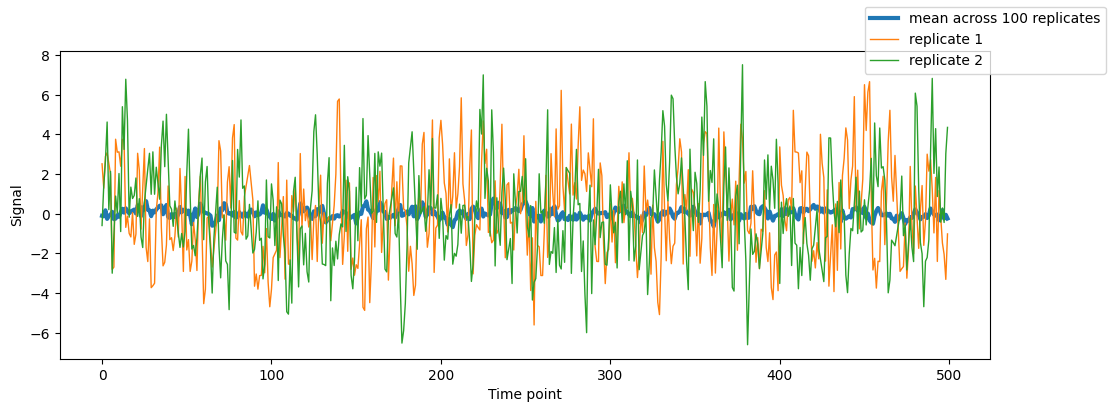 mean across 100 replicates
replicate 1
replicate 2
8
6
4
2
0
−2
−4
−6
Signal
0 100 200 300 400 500
Time point